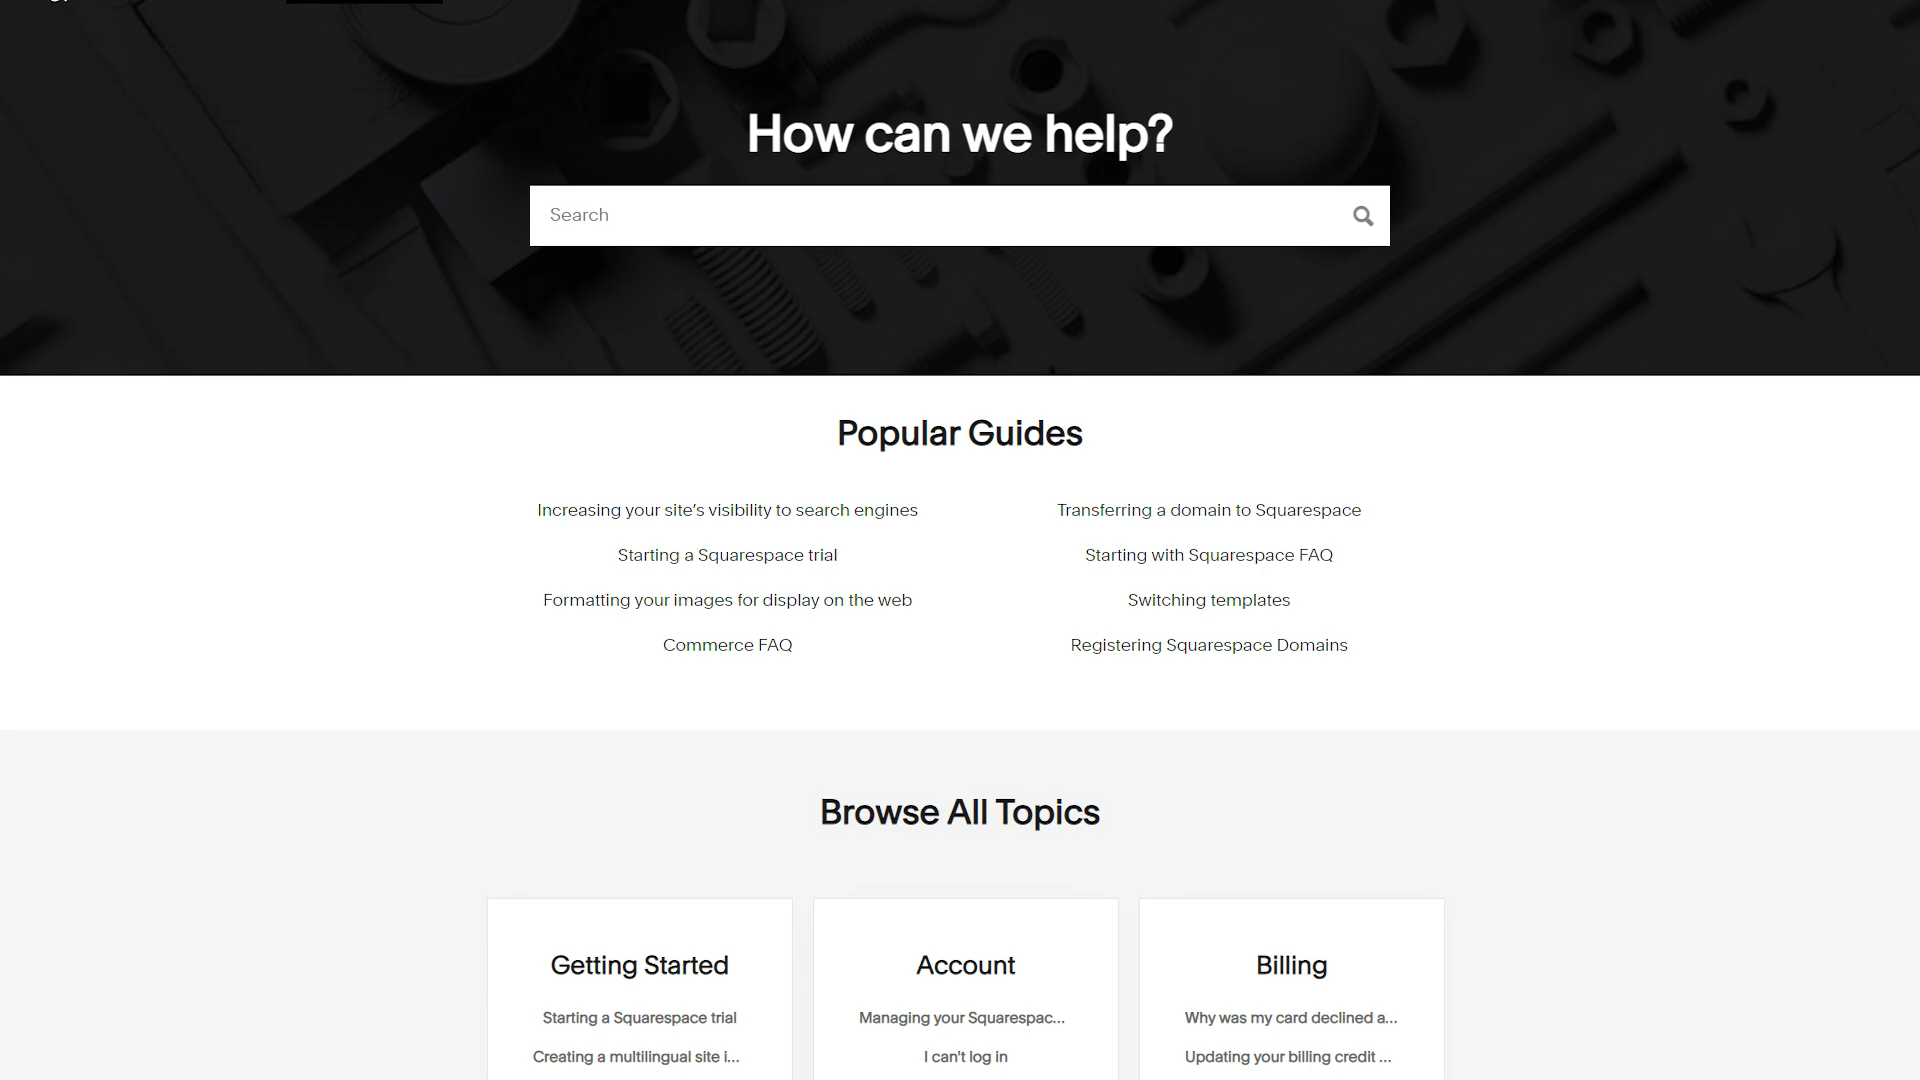 How can we help?
Search
Popular Guides
Increasing your site’s visibility to search engines
Transferring a domain to Squarespace
Starting a Squarespace trial
Starting with Squarespace FAQ
Formatting your images for display on the web
Switching templates
Commerce FAQ
Registering Squarespace Domains
Browse All Topics
Getting Started
Starting a Squarespace trial
Creating a multilingual site i...
Account
Managing your Squarespac...
I can't log in
Billing
Why was my card declined a...
Updating your billing credit ...